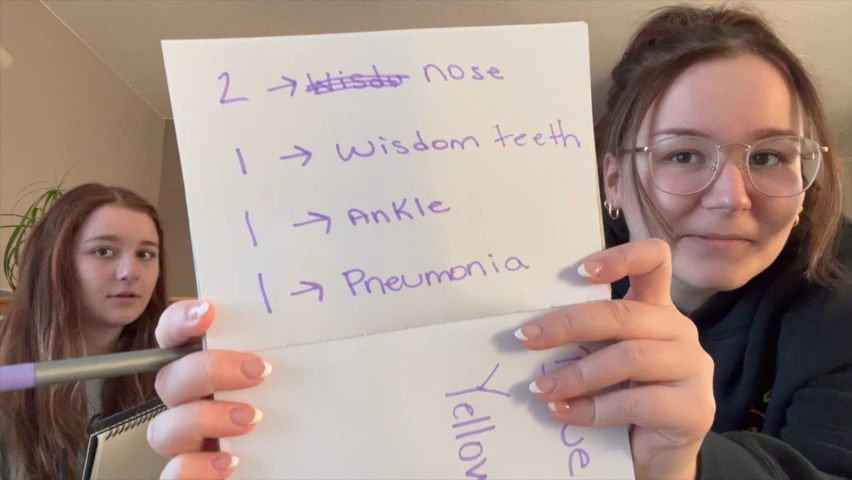 2 → nose
1 → Wisdom teeth
1 → Ankle
1 → Pneumonia
Yellow